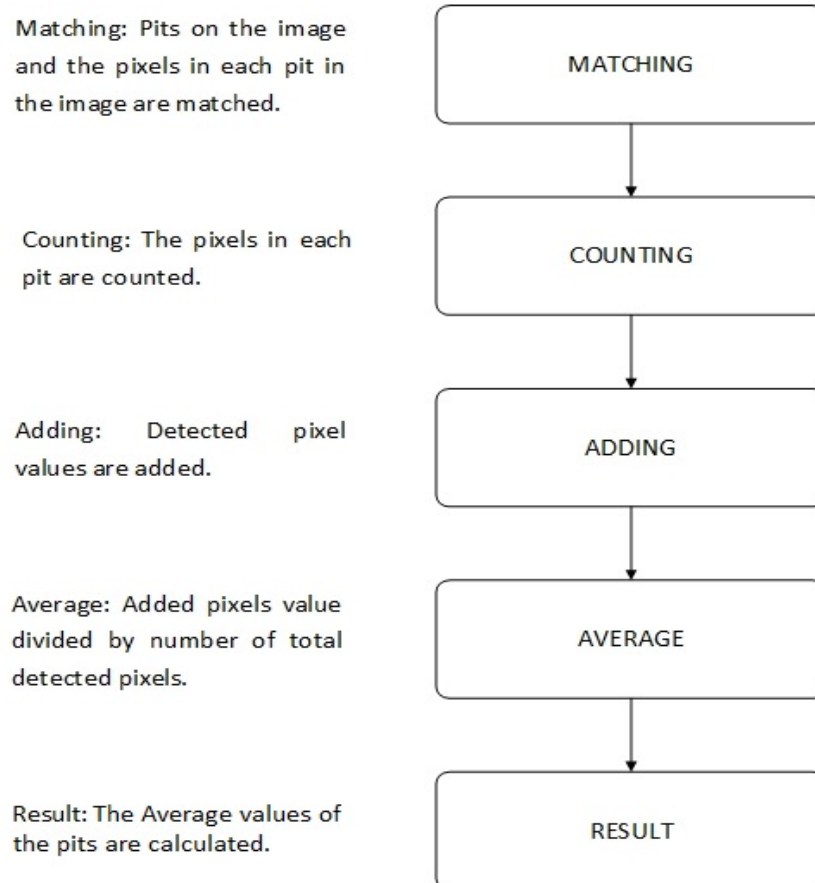 Matching: Pits on the image
and the pixels in each pit in
the image are matched.
MATCHING
Counting: The pixels in each
pit are counted.
COUNTING
Adding: Detected pixel
values are added.
ADDING
Average: Added pixels value
divided by number of total
detected pixels.
AVERAGE
Result: The Average values of
the pits are calculated.
RESULT